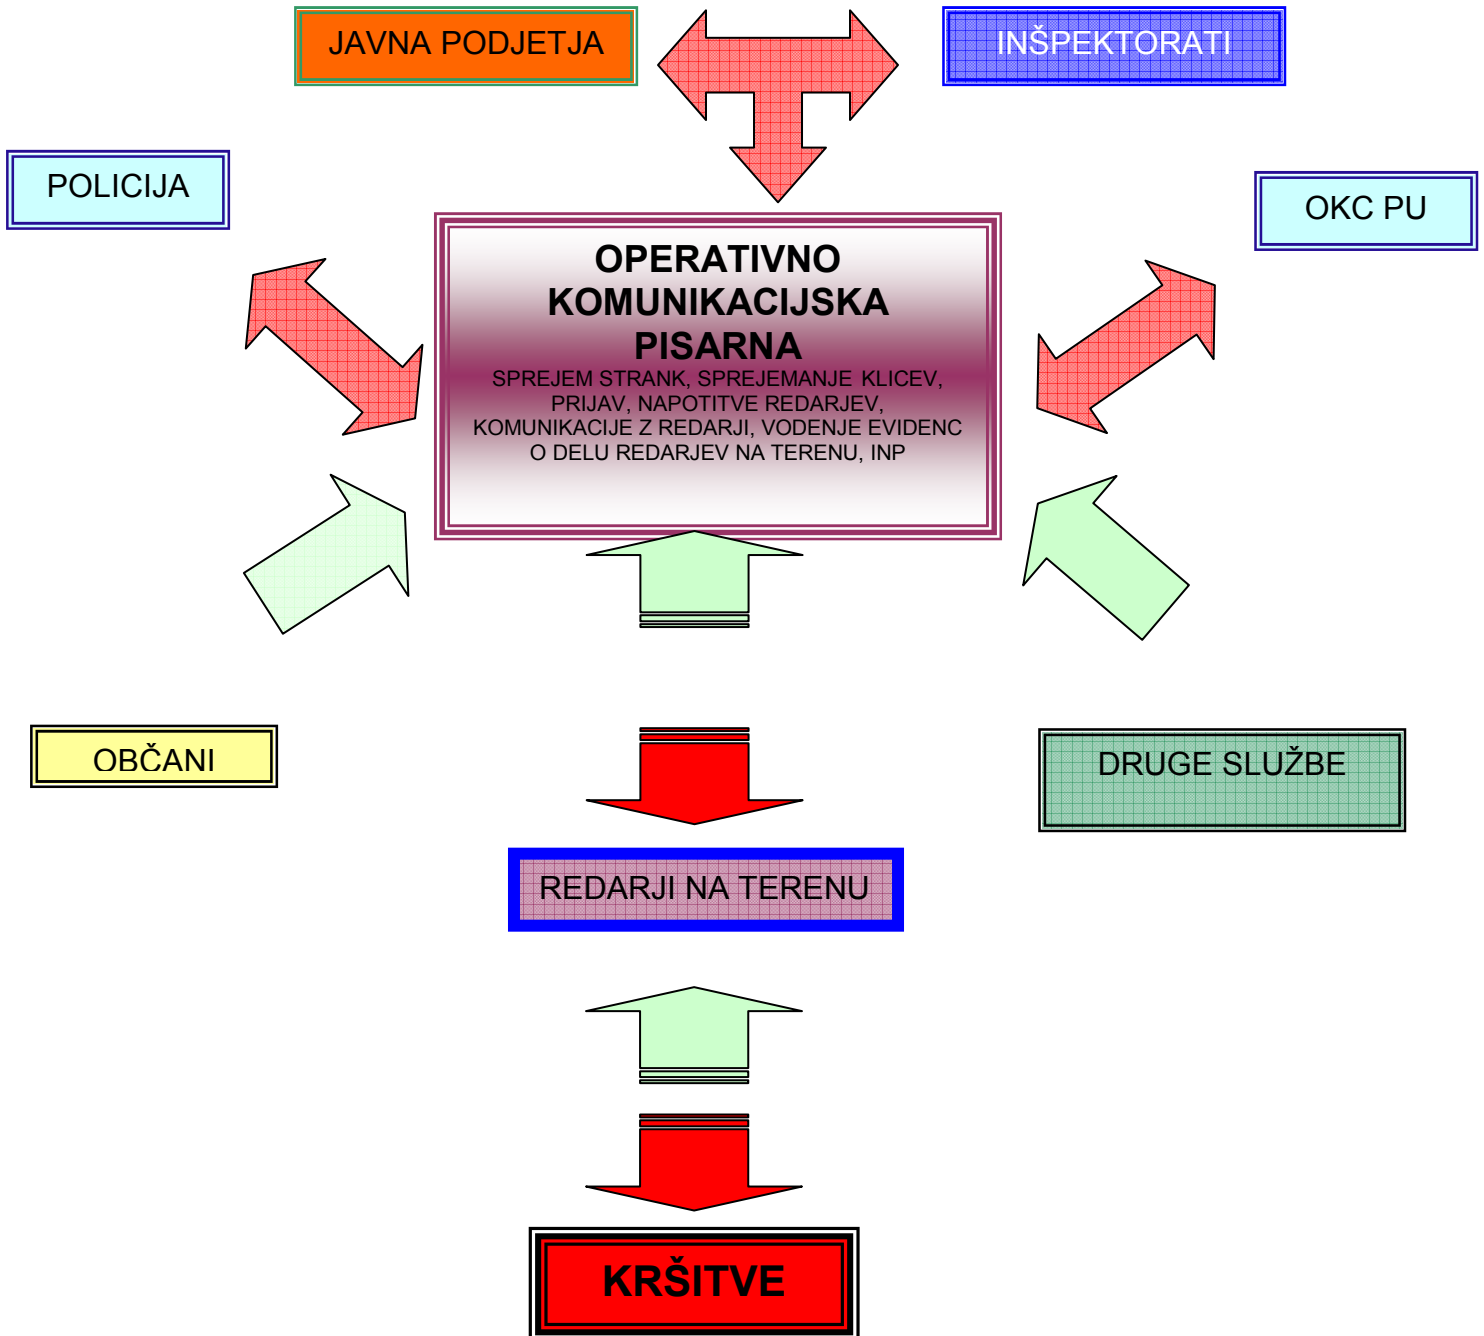 JAVNA PODJETJA
INŠPEKTORATI
POLICIJA
OKC PU
OPERATIVNO
KOMUNIKACIJSKA
PISARNA
SPREJEM STRANK, SPREJEMANJE KLICEV,
PRIJAV, NAPOTITVE REDARJEV,
KOMUNIKACIJE Z REDARJI, VODENJE EVIDENC
O DELU REDARJEV NA TERENU, INP
OBČANI
DRUGE SLUŽBE
REDARJI NA TERENU
KRŠITVE